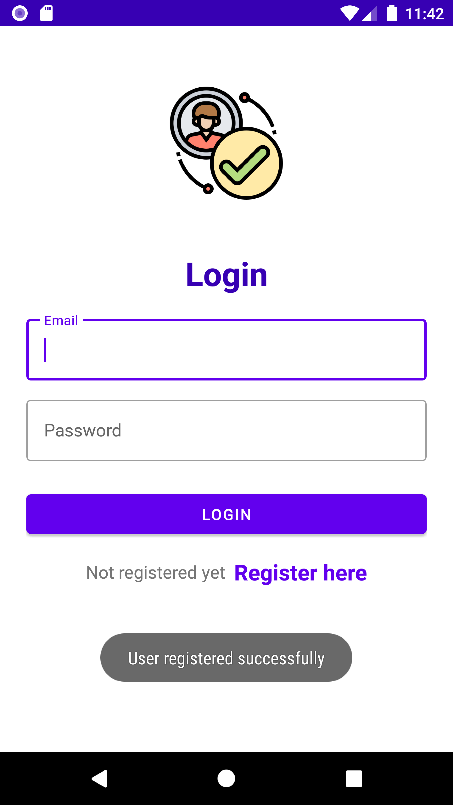 11:42
Login
Email
Password
LOGIN
Not registered yet Register here
User registered successfully